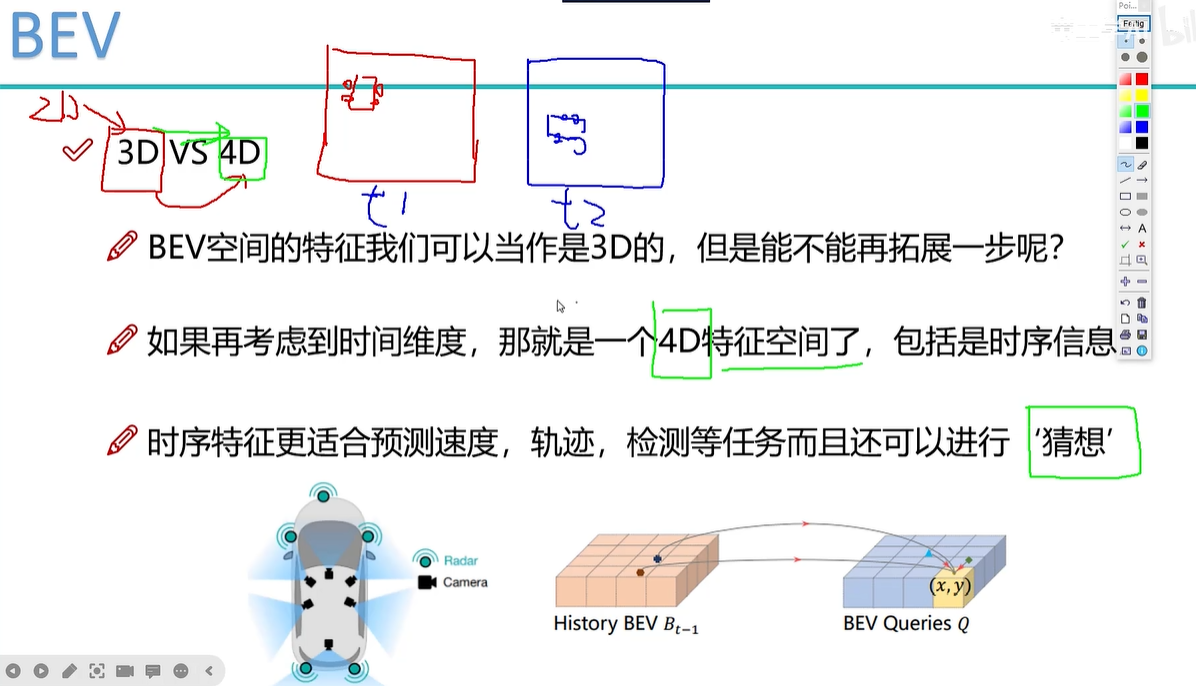 BEV
Fertig
2D
3D VS 4D
t1
t2
BEV空间的特征我们可以当作是3D的，但是能不能再拓展一步呢？
如果再考虑到时间维度，那就是一个4D特征空间了，包括是时序信息
时序特征更适合预测速度，轨迹，检测等任务而且还可以进行‘猜想’
Radar
Camera
(x,y)
History BEV B_{t-1}
BEV Queries Q